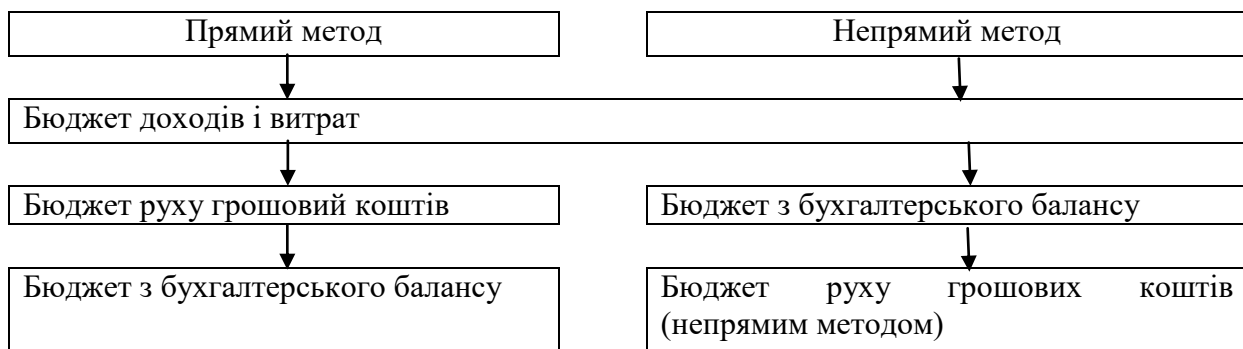 Прямий метод
Непрямий метод
Бюджет доходів і витрат
Бюджет руху грошовий коштів
Бюджет з бухгалтерського балансу
Бюджет з бухгалтерського балансу
Бюджет руху грошових коштів
(непрямим методом)